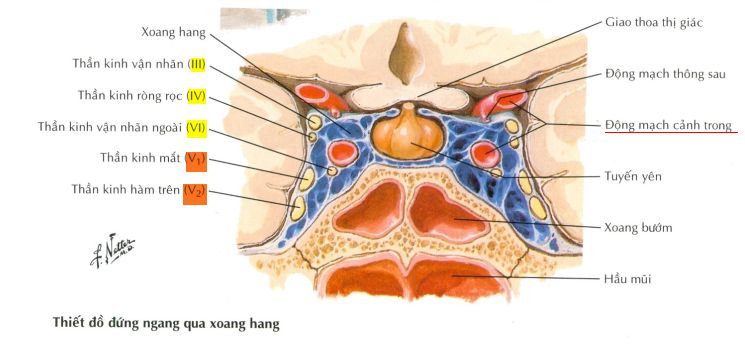 Xoang hang
Thần kinh vận nhãn (III)
Thần kinh ròng rọc (IV)
Thần kinh vận nhãn ngoài (VI)
Thần kinh mắt (V1)
Thần kinh hàm trên (V2)
Giao thoa thị giác
Động mạch thông sau
Động mạch cảnh trong
Tuyến yên
Xoang bướm
Hầu mũi
F. Netter M.D.
Thiết đồ đứng ngang qua xoang hang